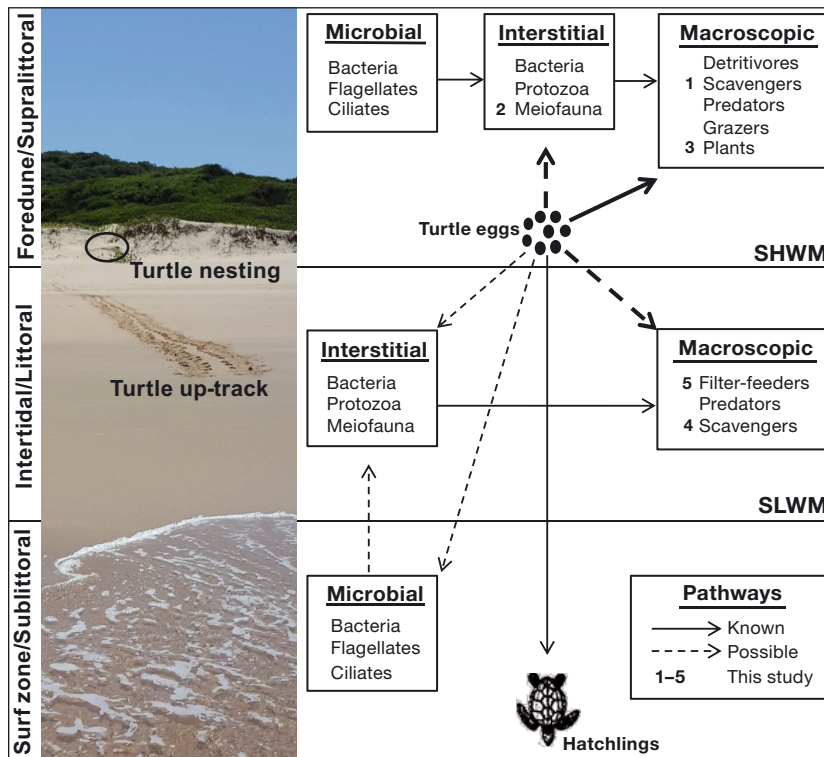 Foredune/Supralittoral
Microbial
Bacteria
Flagellates
Ciliates
Interstitial
Bacteria
Protozoa
2 Meiofauna
Macroscopic
Detritivores
1 Scavengers
Predators
Grazers
3 Plants
Turtle eggs
Turtle nesting
SHWM
Intertidal/Littoral
Turtle up-track
Interstitial
Bacteria
Protozoa
Meiofauna
Macroscopic
5 Filter-feeders
Predators
4 Scavengers
SLWM
Surf zone/Sublittoral
Microbial
Bacteria
Flagellates
Ciliates
Hatchlings
Pathways
Known
Possible
1–5 This study